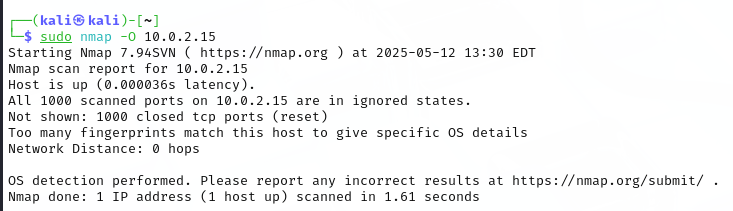 ┌──(kali㉿kali)-[~]
└─$ sudo nmap -O 10.0.2.15
Starting Nmap 7.94SVN ( https://nmap.org ) at 2025-05-12 13:30 EDT
Nmap scan report for 10.0.2.15
Host is up (0.000036s latency).
All 1000 scanned ports on 10.0.2.15 are in ignored states.
Not shown: 1000 closed tcp ports (reset)
Too many fingerprints match this host to give specific OS details
Network Distance: 0 hops

OS detection performed. Please report any incorrect results at https://nmap.org/submit/ .
Nmap done: 1 IP address (1 host up) scanned in 1.61 seconds